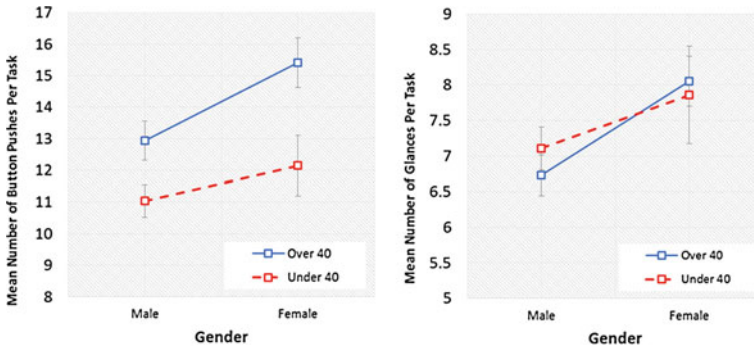 Mean Number of Button Pushes Per Task
17
16
15
14
13
12
11
10
9
8
Male
Female
Gender
Over 40
Under 40
Mean Number of Glances Per Task
9
8.5
8
7.5
7
6.5
6
5.5
5
Male
Female
Gender
Over 40
Under 40